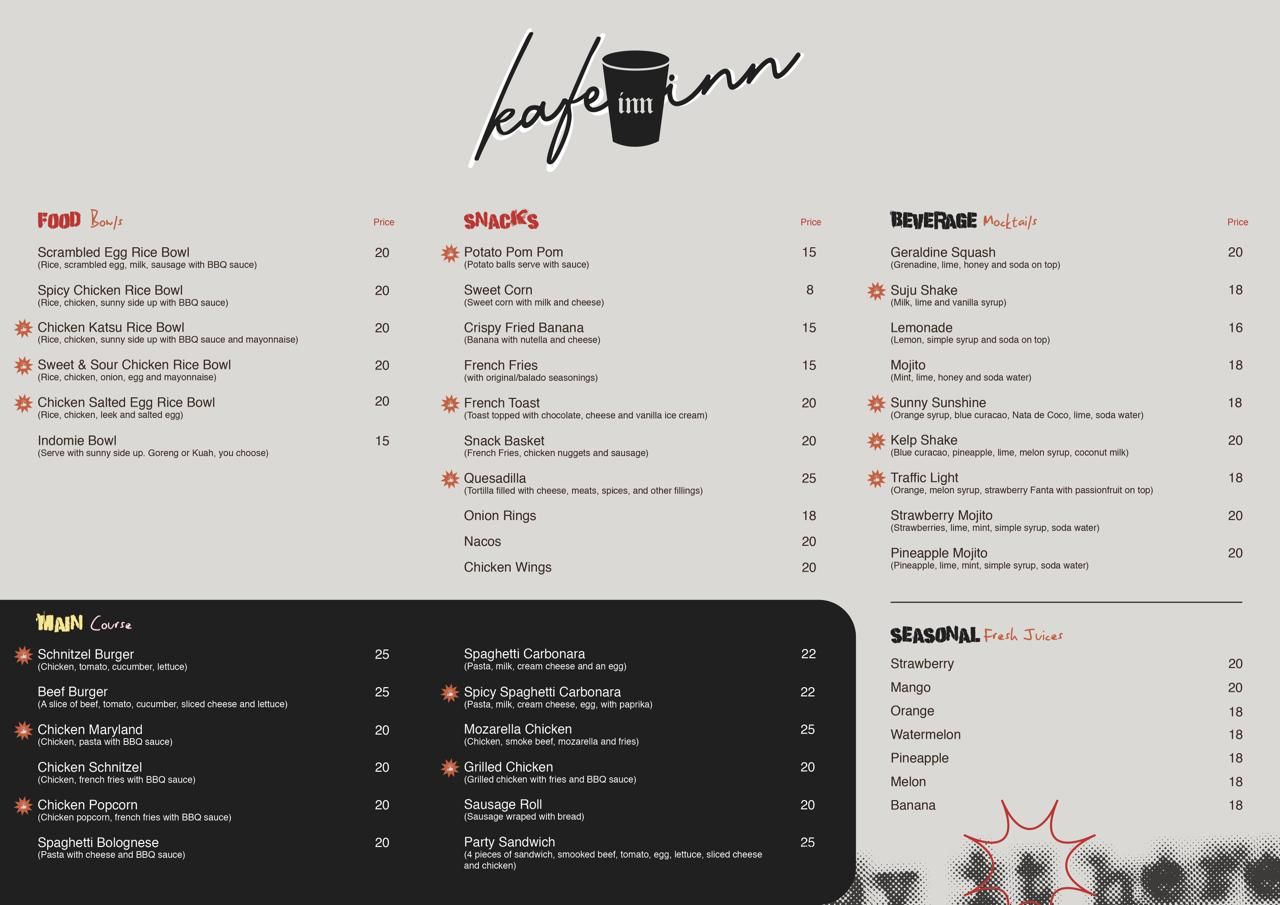 kafe inn
inn
FOOD Bowls Price
Scrambled Egg Rice Bowl 20
(Rice, scrambled egg, milk, sausage with BBQ sauce)
Spicy Chicken Rice Bowl 20
(Rice, chicken, sunny side up with BBQ sauce)
Chicken Katsu Rice Bowl 20
(Rice, chicken, sunny side up with BBQ sauce and mayonnaise)
Sweet & Sour Chicken Rice Bowl 20
(Rice, chicken, onion, egg and mayonnaise)
Chicken Salted Egg Rice Bowl 20
(Rice, chicken, leek and salted egg)
Indomie Bowl 15
(Serve with sunny side up. Goreng or Kuah, you choose)
SNACKS Price
Potato Pom Pom 15
(Potato balls serve with sauce)
Sweet Corn 8
(Sweet corn with milk and cheese)
Crispy Fried Banana 15
(Banana with nutella and cheese)
French Fries 15
(with original/balado seasonings)
French Toast 20
(Toast topped with chocolate, cheese and vanilla ice cream)
Snack Basket 20
(French Fries, chicken nuggets and sausage)
Quesadilla 25
(Tortilla filled with cheese, meats, spices, and other fillings)
Onion Rings 18
Nacos 20
Chicken Wings 20
BEVERAGE Mocktails Price
Geraldine Squash 20
(Grenadine, lime, honey and soda on top)
Suju Shake 18
(Milk, lime and vanilla syrup)
Lemonade 16
(Lemon, simple syrup and soda on top)
Mojito 18
(Mint, lime, honey and soda water)
Sunny Sunshine 18
(Orange syrup, blue curacao, Nata de Coco, lime, soda water)
Kelp Shake 20
(Blue curacao, pineapple, lime, melon syrup, coconut milk)
Traffic Light 18
(Orange, melon syrup, strawberry Fanta with passionfruit on top)
Strawberry Mojito 20
(Strawberries, lime, mint, simple syrup, soda water)
Pineapple Mojito 20
(Pineapple, lime, mint, simple syrup, soda water)
MAIN Course
Schnitzel Burger 25
(Chicken, tomato, cucumber, lettuce)
Beef Burger 25
(A slice of beef, tomato, cucumber, sliced cheese and lettuce)
Chicken Maryland 20
(Chicken, pasta with BBQ sauce)
Chicken Schnitzel 20
(Chicken, french fries with BBQ sauce)
Chicken Popcorn 20
(Chicken popcorn, french fries with BBQ sauce)
Spaghetti Bolognese 20
(Pasta with cheese and BBQ sauce)
Spaghetti Carbonara 22
(Pasta, milk, cream cheese and an egg)
Spicy Spaghetti Carbonara 22
(Pasta, milk, cream cheese, egg, with paprika)
Mozarella Chicken 25
(Chicken, smoke beef, mozarella and fries)
Grilled Chicken 20
(Grilled chicken with fries and BBQ sauce)
Sausage Roll 20
(Sausage wraped with bread)
Party Sandwich 25
(4 pieces of sandwich, smooked beef, tomato, egg, lettuce, sliced cheese
and chicken)
SEASONAL Fresh Juices
Strawberry 20
Mango 20
Orange 18
Watermelon 18
Pineapple 18
Melon 18
Banana 18
it here